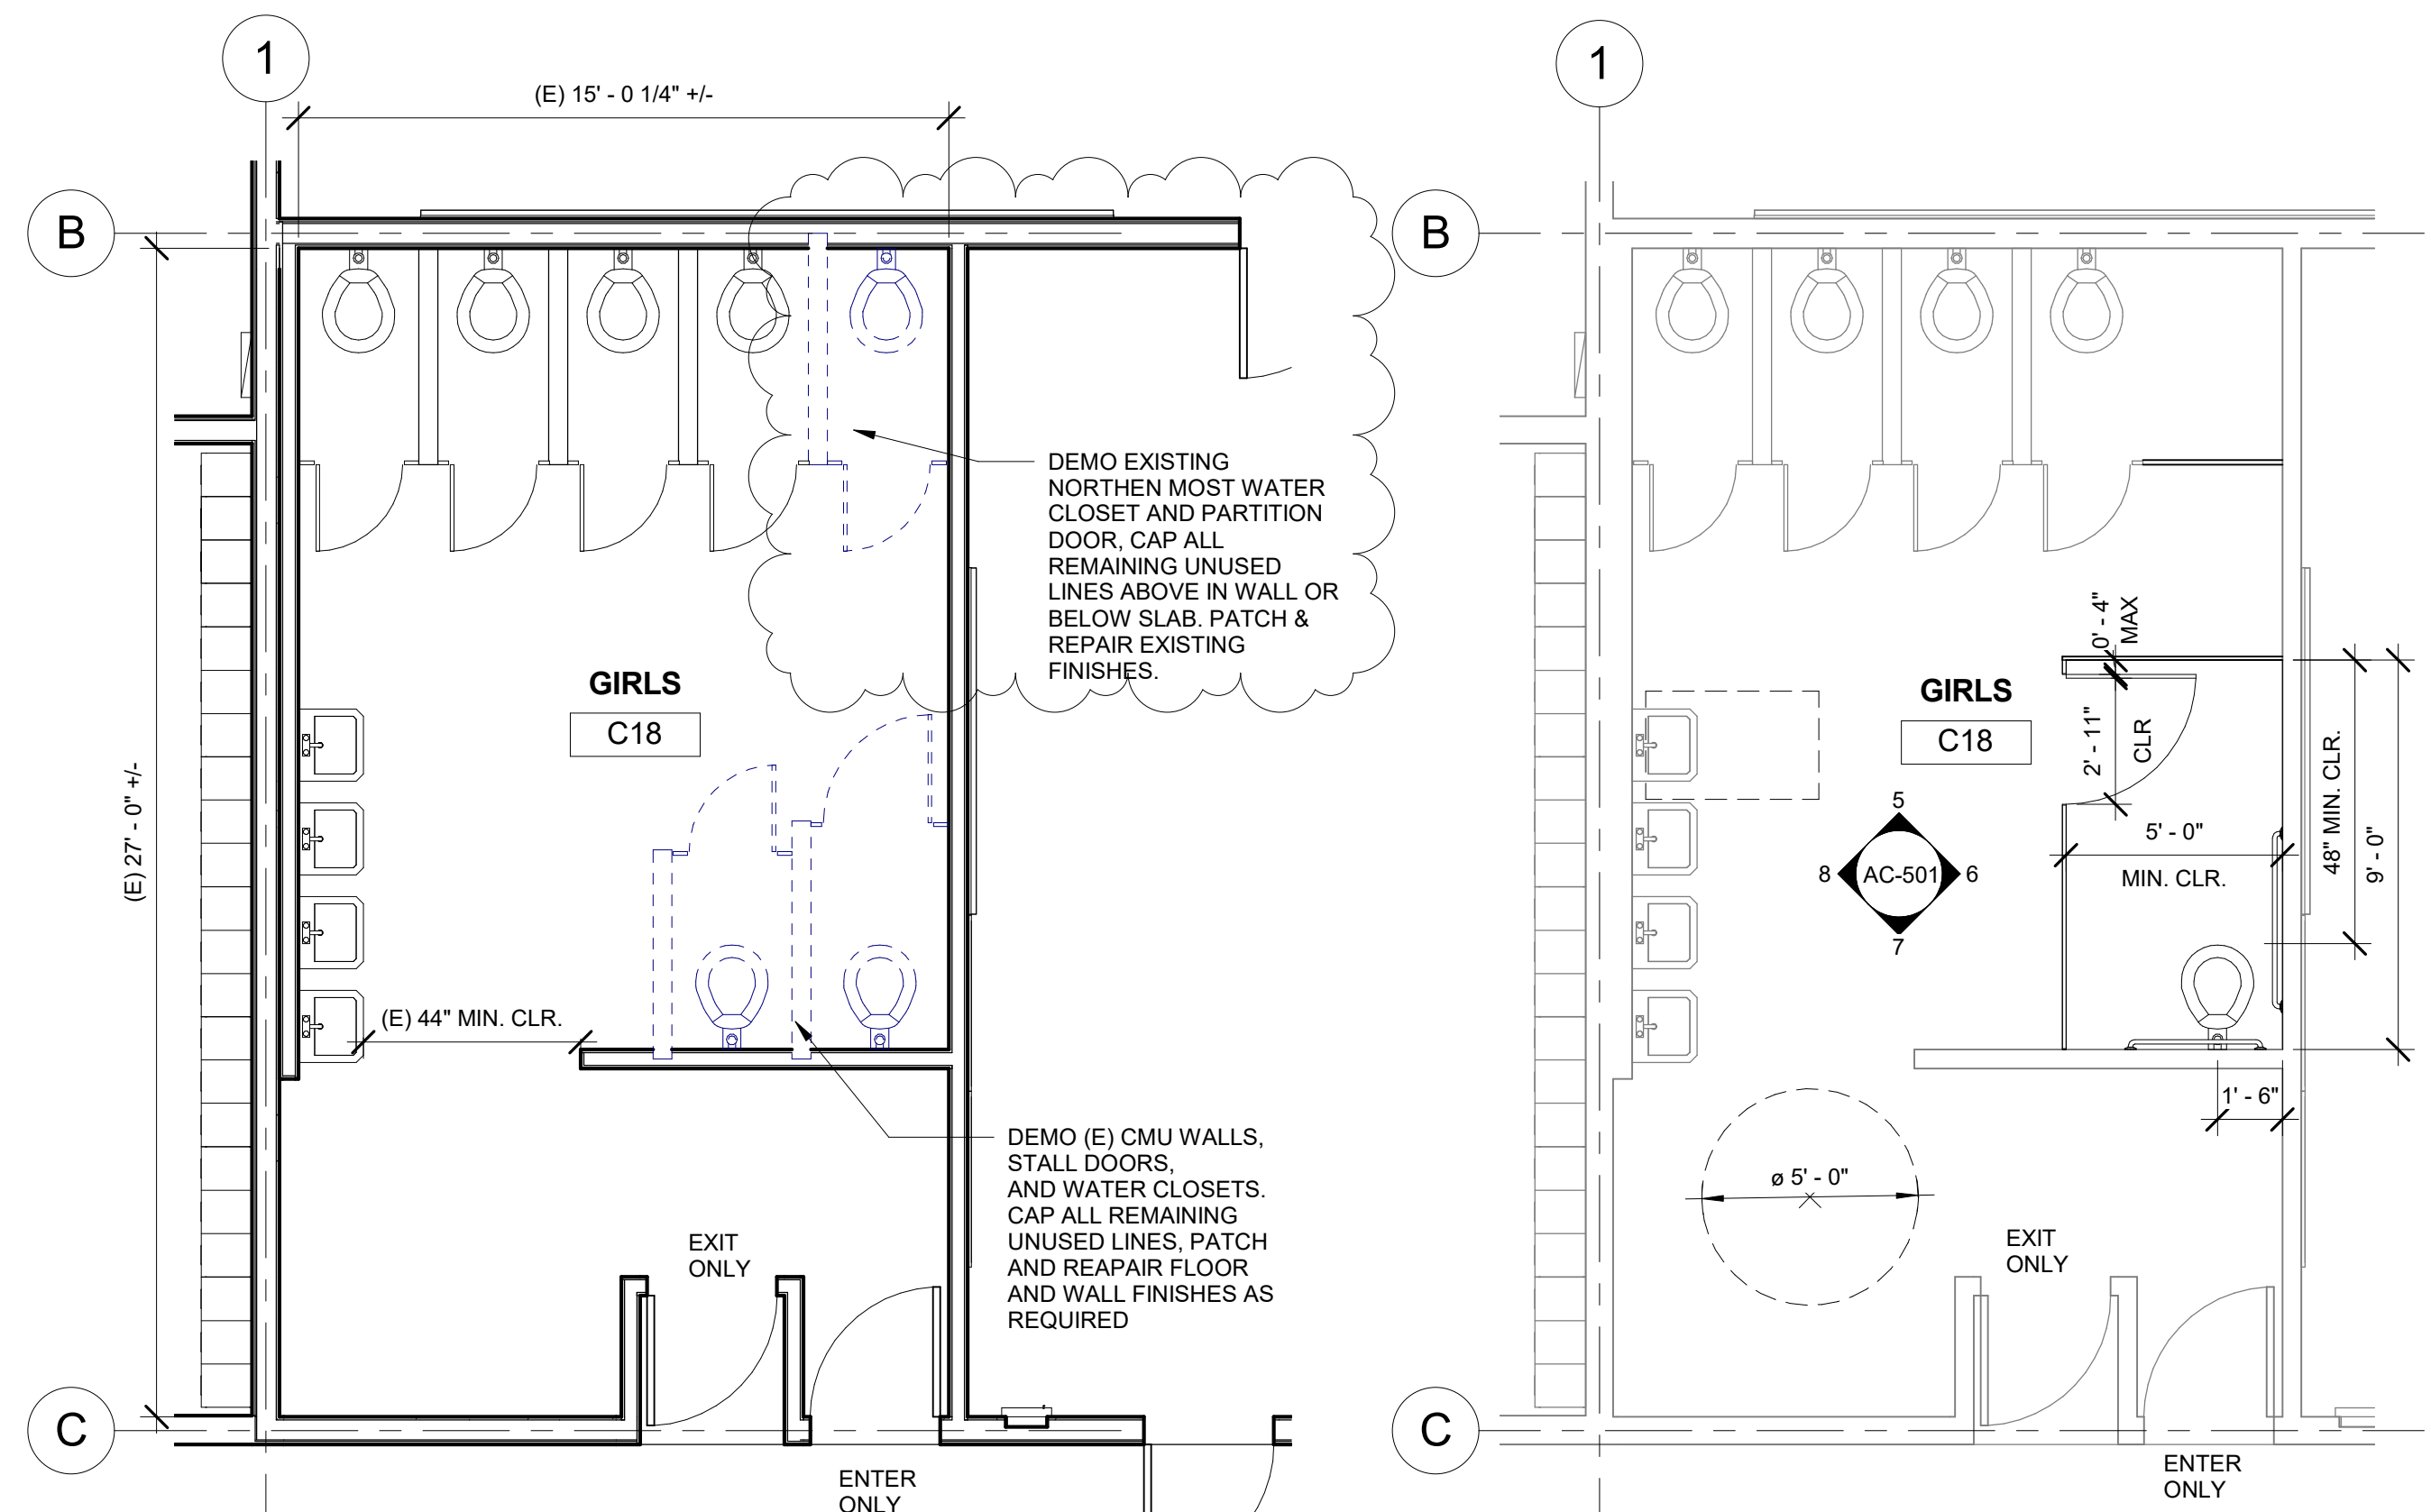 1
(E) 15' - 0 1/4" +/-
B
DEMO EXISTING
NORTHEN MOST WATER
CLOSET AND PARTITION
DOOR, CAP ALL
REMAINING UNUSED
LINES ABOVE IN WALL OR
BELOW SLAB. PATCH &
REPAIR EXISTING
FINISHES.
GIRLS
C18
(E) 27' - 0" +/-
(E) 44" MIN. CLR.
DEMO (E) CMU WALLS,
STALL DOORS,
AND WATER CLOSETS.
CAP ALL REMAINING
UNUSED LINES, PATCH
AND REAPAIR FLOOR
AND WALL FINISHES AS
REQUIRED
EXIT
ONLY
C
ENTER
ONLY
1
B
0' - 4"
MAX
GIRLS
C18
2' - 11"
CLR
5
8 AC-501 6
7
5' - 0"
MIN. CLR.
48" MIN. CLR.
9' - 0"
1' - 6"
ø 5' - 0"
EXIT
ONLY
C
ENTER
ONLY